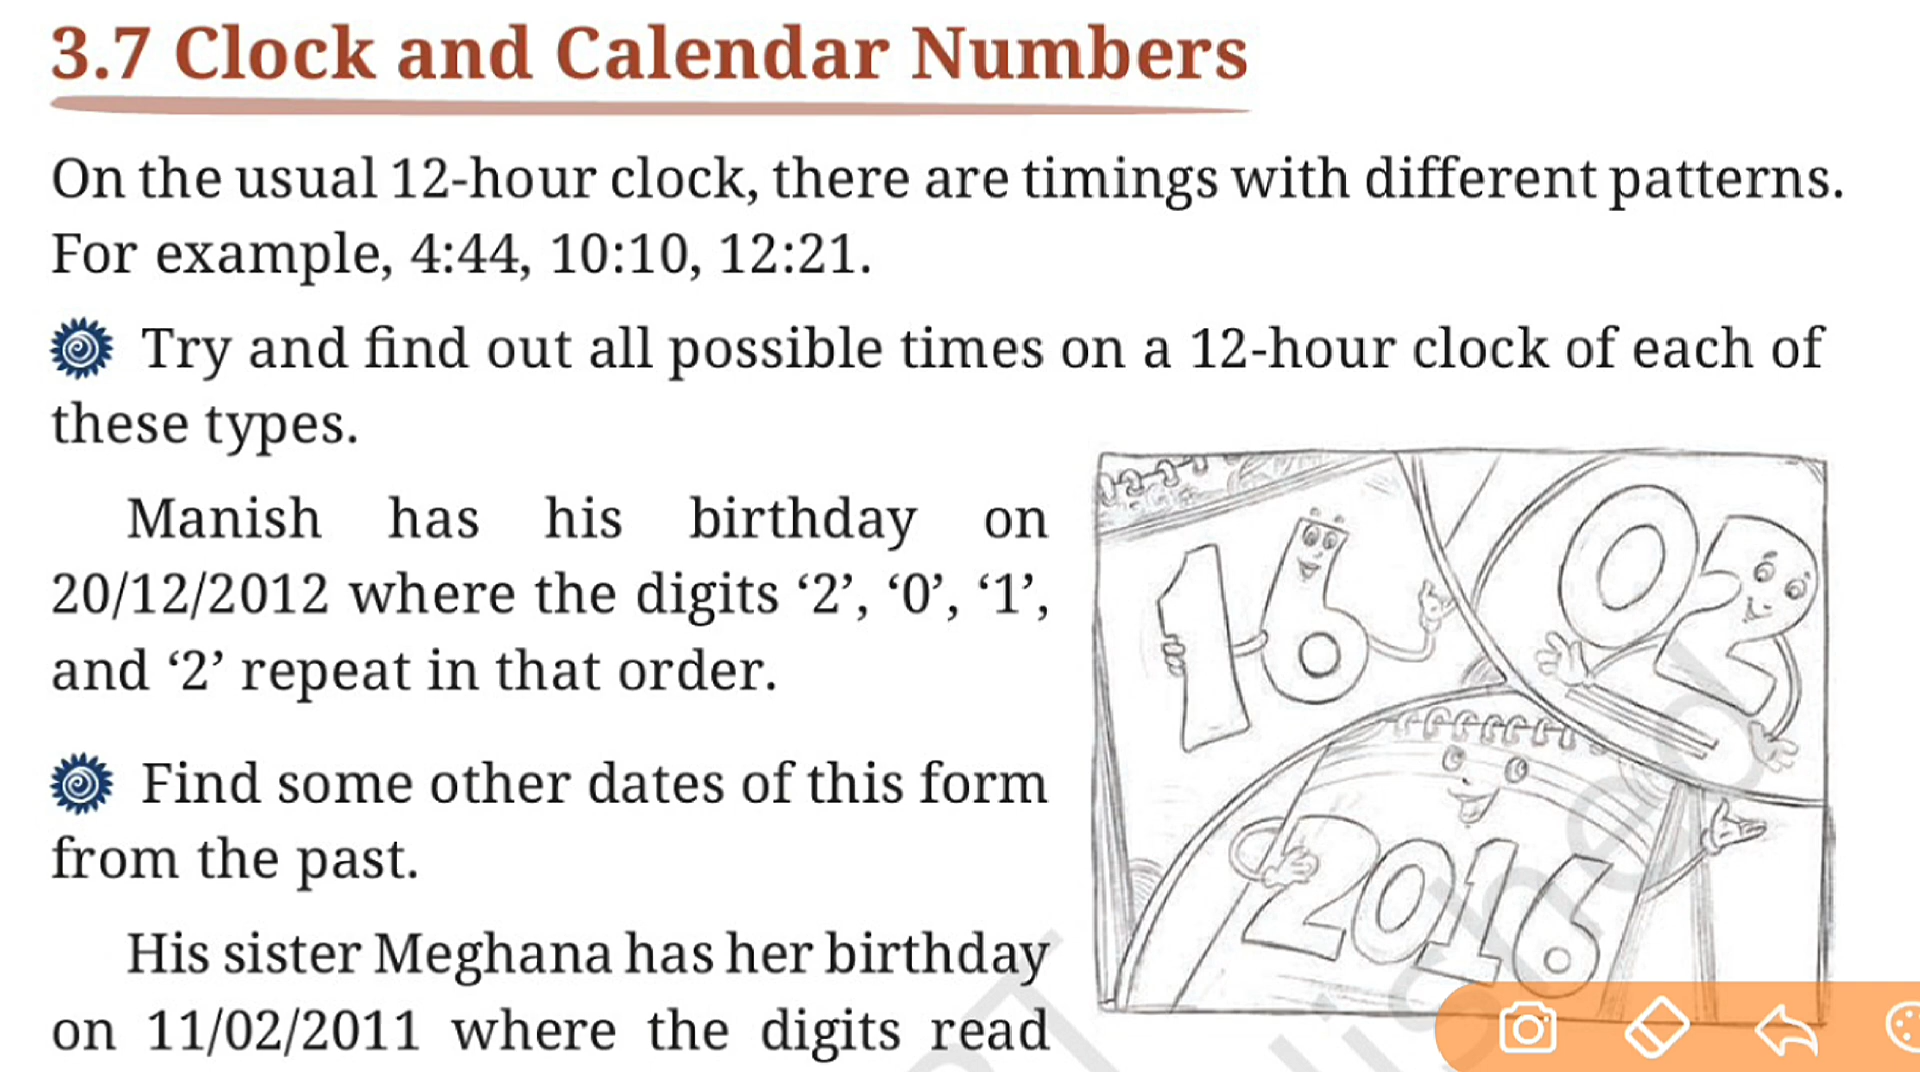 3.7 Clock and Calendar Numbers
On the usual 12-hour clock, there are timings with different patterns.
For example, 4:44, 10:10, 12:21.
Try and find out all possible times on a 12-hour clock of each of
these types.
Manish has his birthday on
20/12/2012 where the digits ‘2’, ‘0’, ‘1’,
and ‘2’ repeat in that order.
Find some other dates of this form
from the past.
His sister Meghana has her birthday
on 11/02/2011 where the digits read
16
02
2016